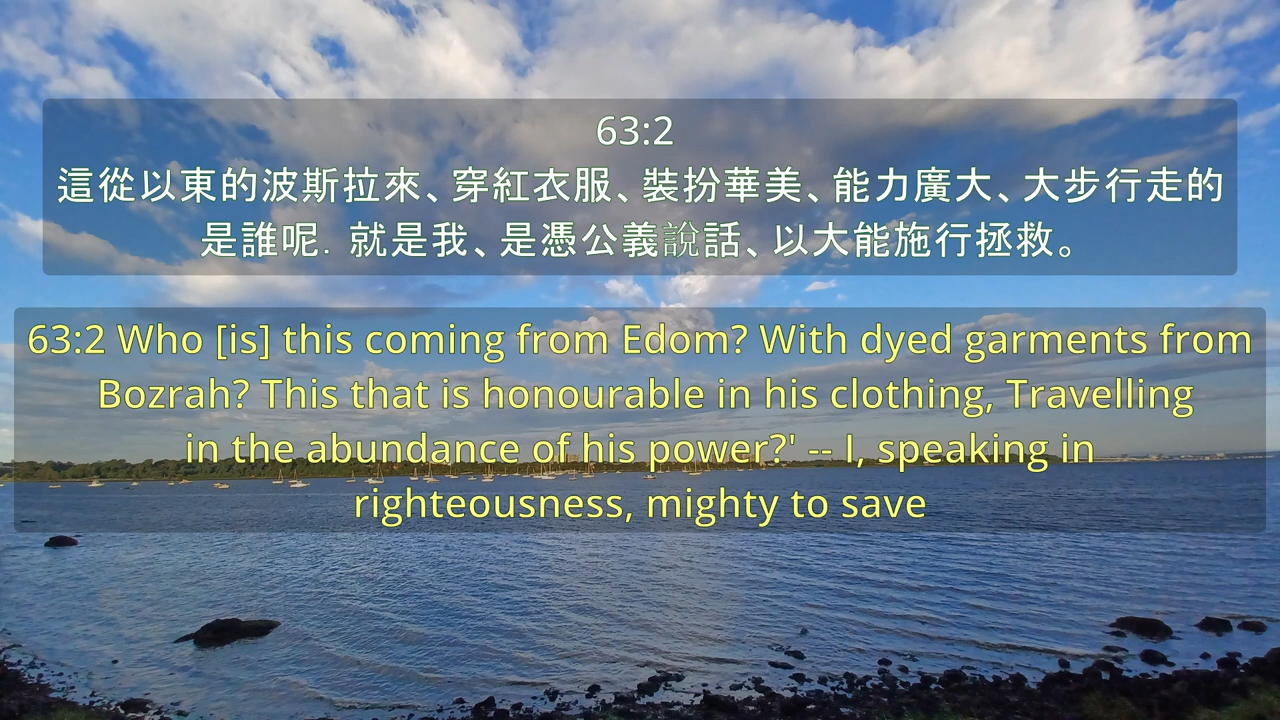 63:2
這從以東的波斯拉來、穿紅衣服、裝扮華美、能力廣大、大步行走的
是誰呢. 就是我、是憑公義說話、以大能施行拯救。
63:2 Who [is] this coming from Edom? With dyed garments from
Bozrah? This that is honourable in his clothing, Travelling
in the abundance of his power?' -- I, speaking in
righteousness, mighty to save